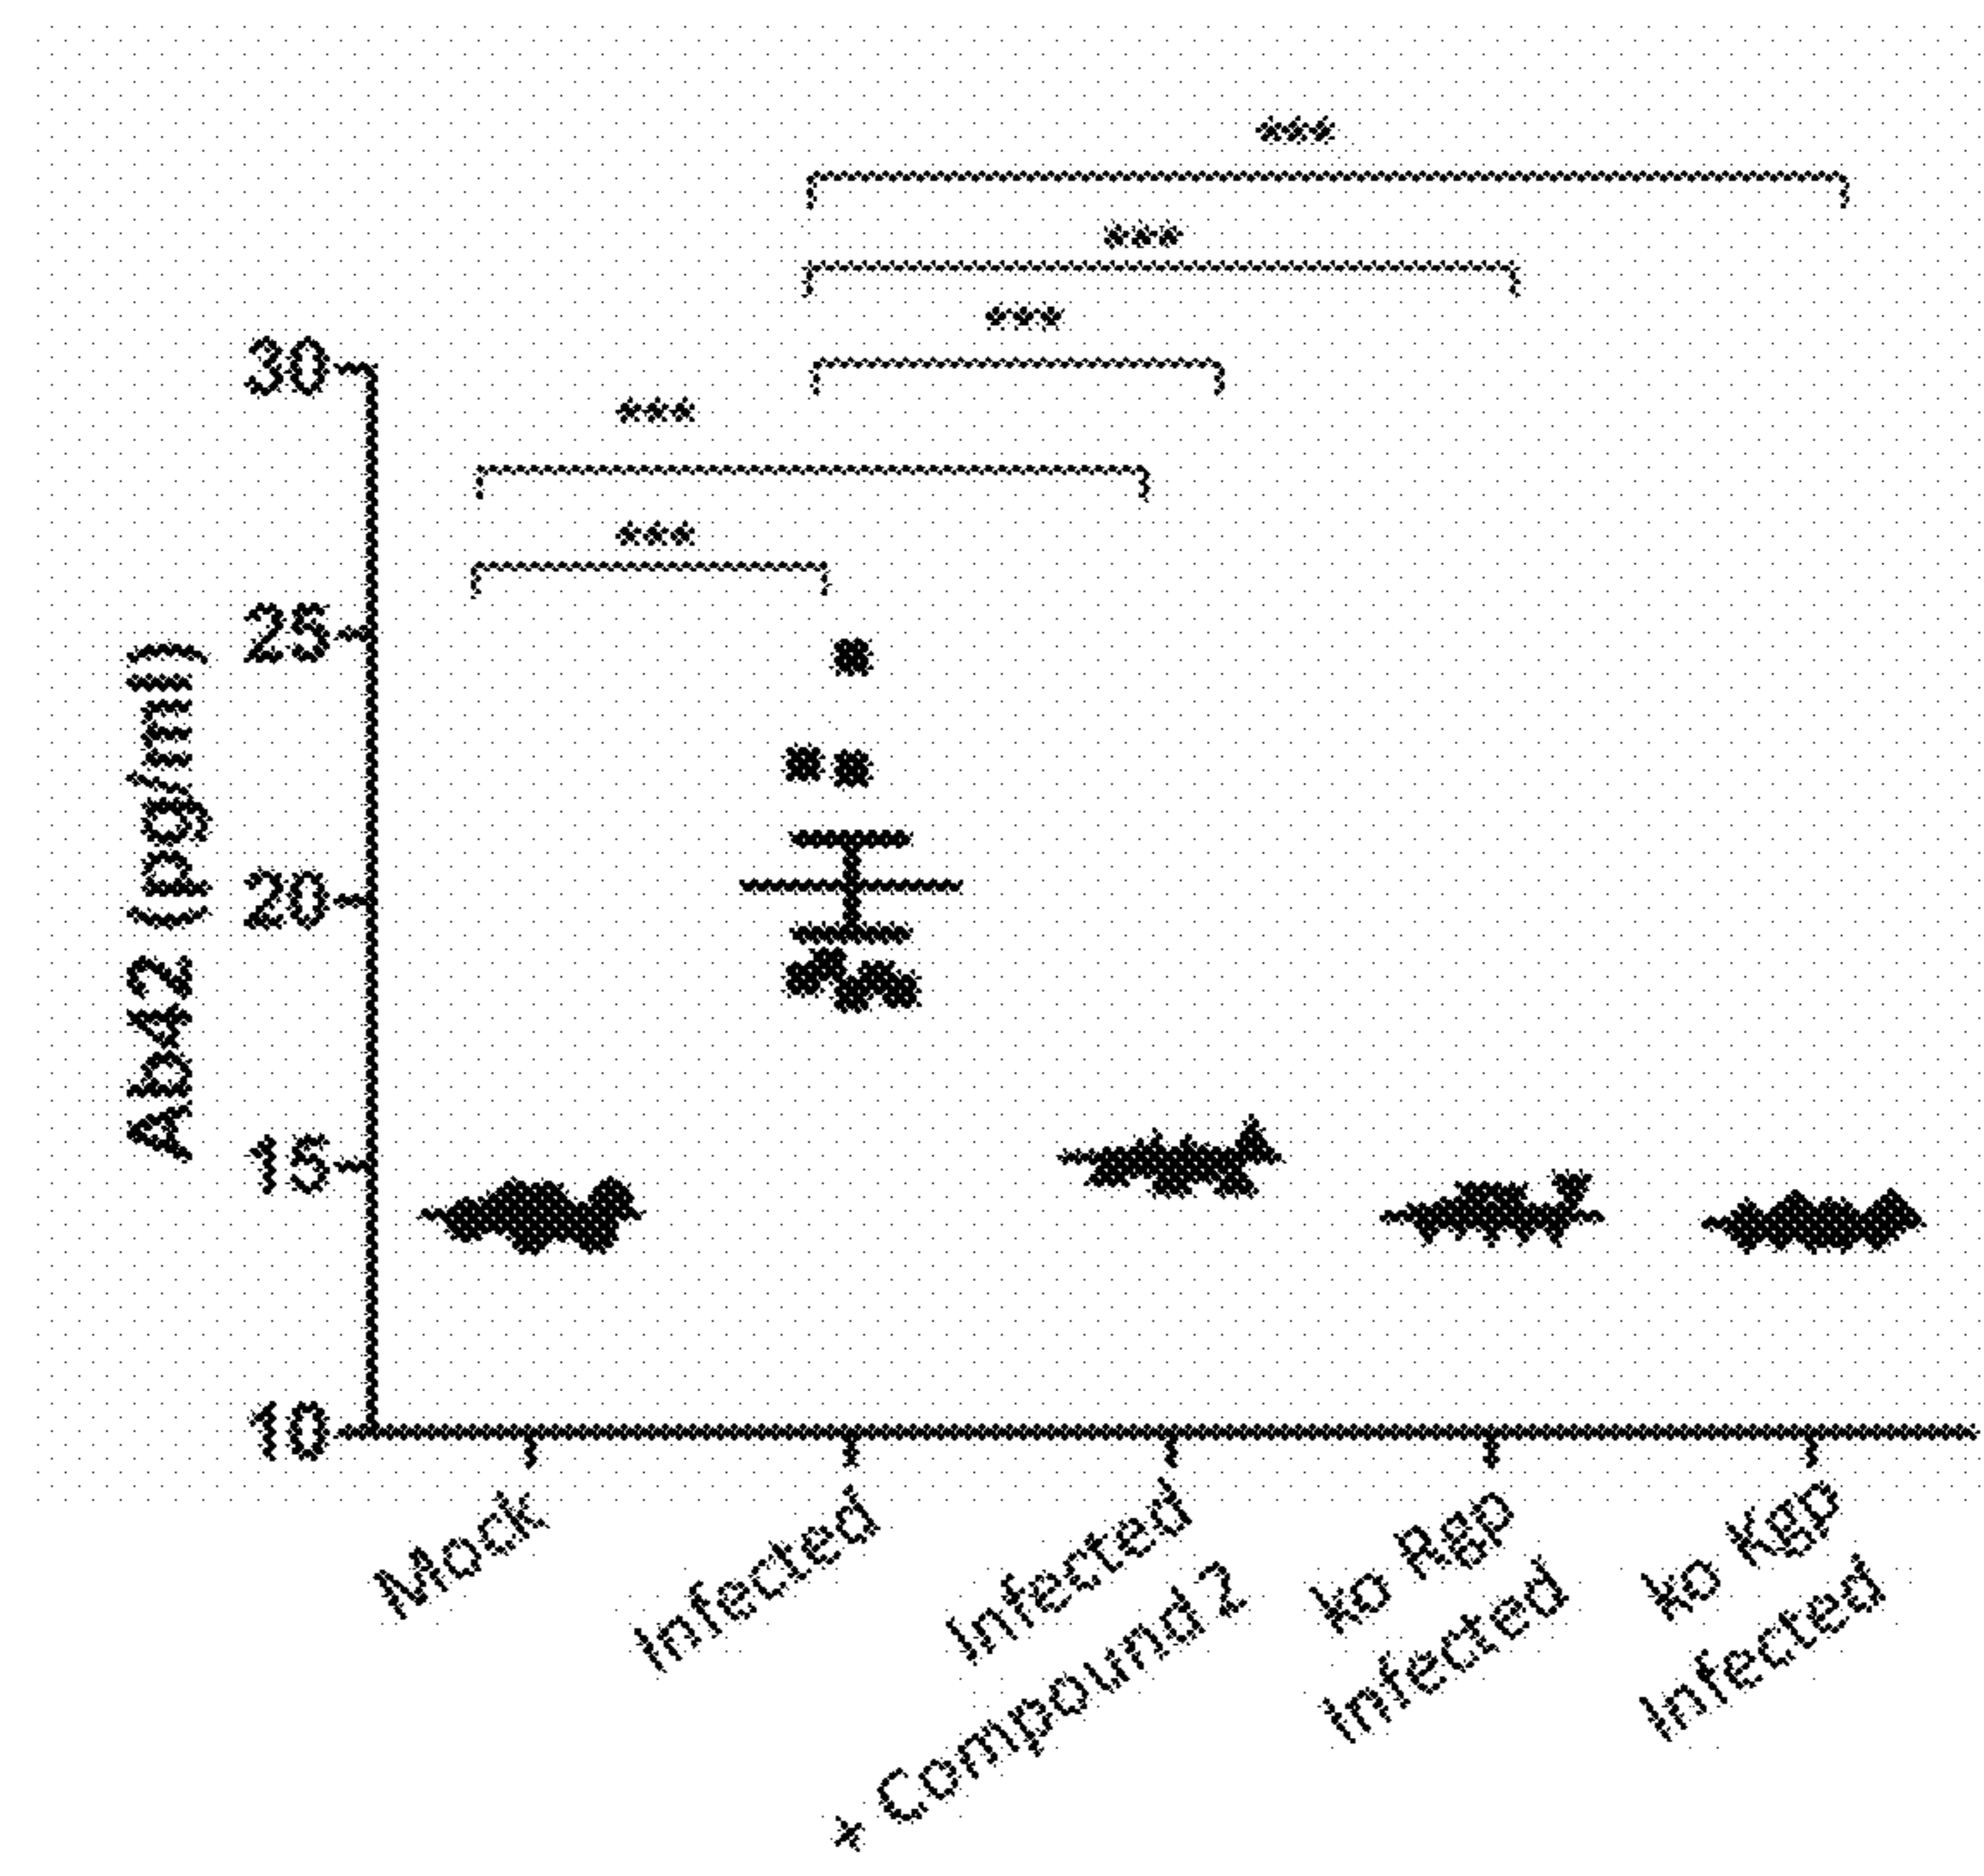 ***
***
***
30
***
***
25
20
15
10
Ab42 (pg/ml)
Mock
Infected
Infected
+ Compound 2
ko Rgp
Infected
ko Kgp
Infected